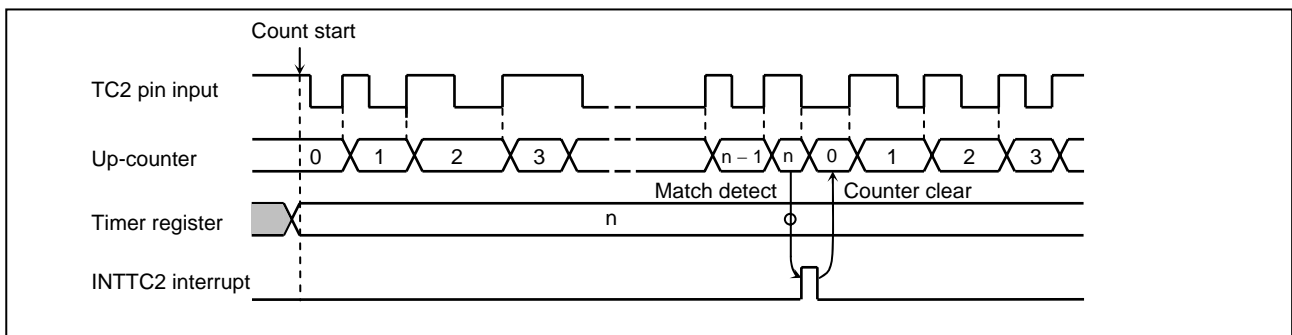 Count start
TC2 pin input
Up-counter
0 1 2 3 n − 1 n 0 1 2 3
Match detect Counter clear
Timer register
n
INTTC2 interrupt